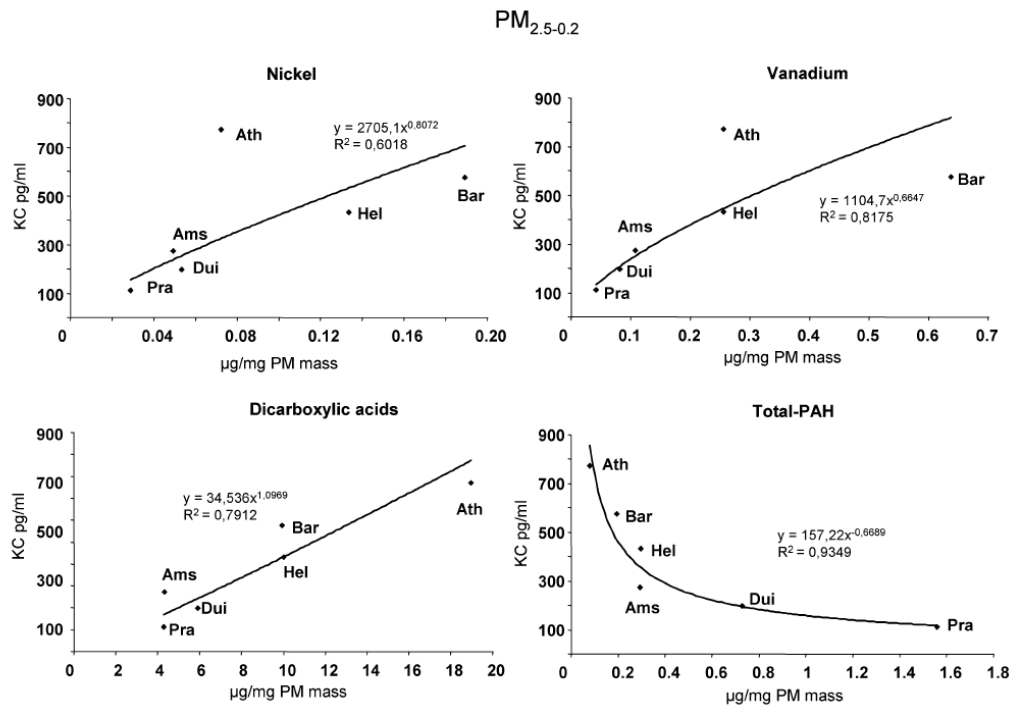 PM2.5-0.2
Nickel
900
700
500
300
100
0
0.04
0.08
0.12
0.16
0.20
KC pg/ml
µg/mg PM mass
Ath
y = 2705,1x^0,8072
R² = 0,6018
Bar
Hel
Ams
Dui
Pra
Vanadium
900
700
500
300
100
0
0.1
0.2
0.3
0.4
0.5
0.6
0.7
KC pg/ml
µg/mg PM mass
Ath
Bar
y = 1104,7x^0,6647
R² = 0,8175
Hel
Ams
Dui
Pra
Dicarboxylic acids
900
700
500
300
100
4
6
8
10
12
14
16
18
20
KC pg/ml
µg/mg PM mass
y = 34,536x^1,0969
R² = 0,7912
Ath
Bar
Hel
Ams
Dui
Pra
Total-PAH
900
700
500
300
100
0
0.2
0.4
0.6
0.8
1.0
1.2
1.4
1.6
1.8
KC pg/ml
µg/mg PM mass
Ath
Bar
Hel
y = 157,22x^-0,6689
R² = 0,9349
Ams
Dui
Pra